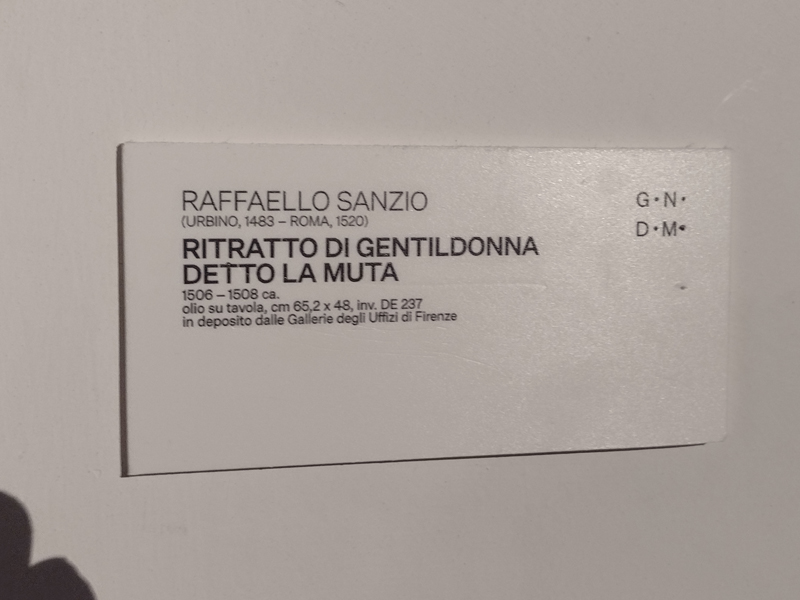 RAFFAELLO SANZIO
(URBINO, 1483 – ROMA, 1520)
RITRATTO DI GENTILDONNA
DETTO LA MUTA
1506 – 1508 ca.
olio su tavola, cm 65,2 x 48, inv. DE 237
in deposito dalle Gallerie degli Uffizi di Firenze
G·N·
D·M·